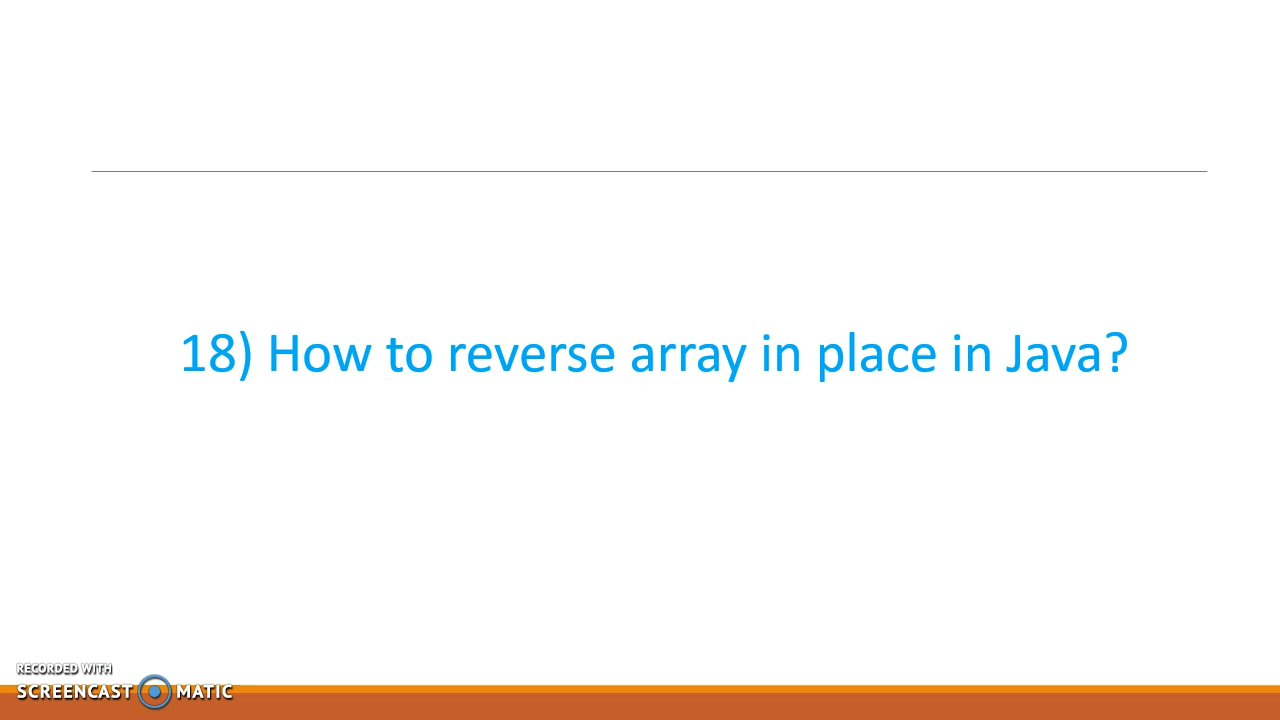 18) How to reverse array in place in Java?
RECORDED WITH
SCREENCAST MATIC